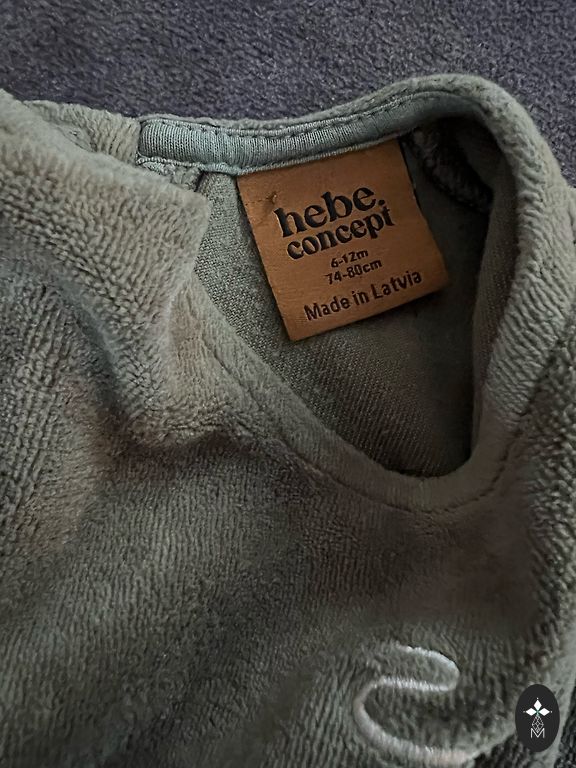 hebe.
concept
6-12m
74-80cm
Made in Latvia
M